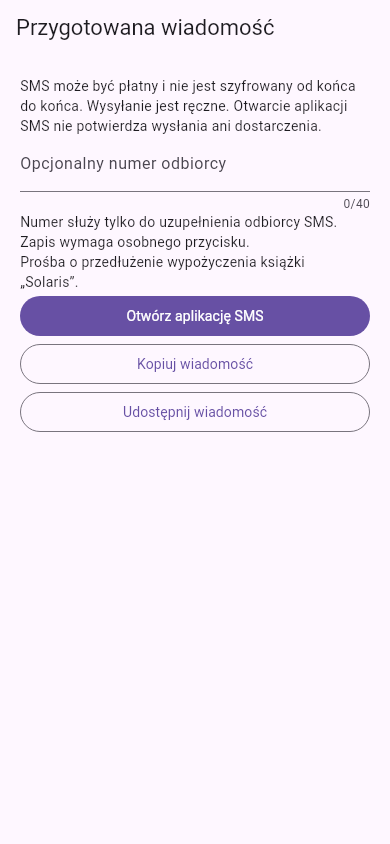 Przygotowana wiadomość
SMS może być płatny i nie jest szyfrowany od końca
do końca. Wysyłanie jest ręczne. Otwarcie aplikacji
SMS nie potwierdza wysłania ani dostarczenia.
Opcjonalny numer odbiorcy
0/40
Numer służy tylko do uzupełnienia odbiorcy SMS.
Zapis wymaga osobnego przycisku.
Prośba o przedłużenie wypożyczenia książki
„Solaris”.
Otwórz aplikację SMS
Kopiuj wiadomość
Udostępnij wiadomość